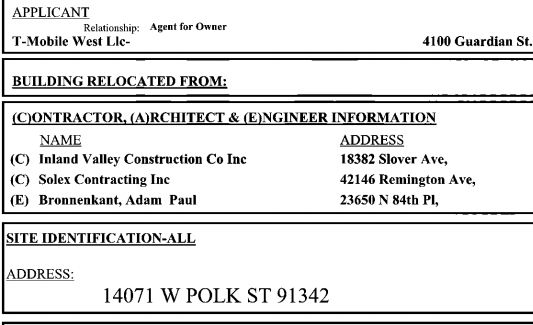 APPLICANT
Relationship: Agent for Owner
T-Mobile West Llc- 4100 Guardian St.
BUILDING RELOCATED FROM:
(C)ONTRACTOR, (A)RCHITECT & (E)NGINEER INFORMATION
NAME ADDRESS
(C) Inland Valley Construction Co Inc 18382 Slover Ave,
(C) Solex Contracting Inc 42146 Remington Ave,
(E) Bronnenkant, Adam Paul 23650 N 84th Pl,
SITE IDENTIFICATION-ALL
ADDRESS:
14071 W POLK ST 91342